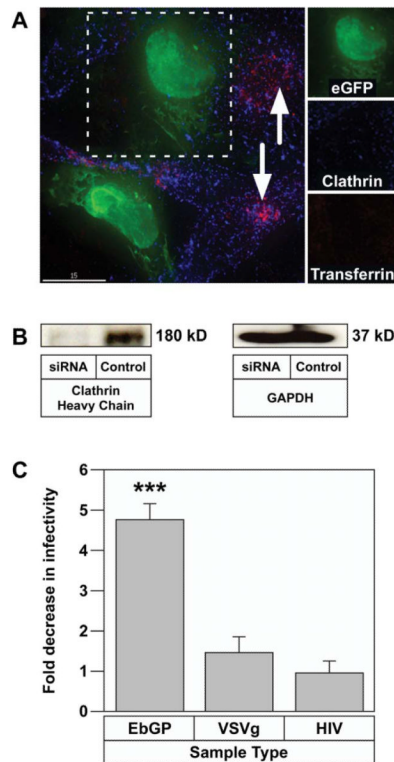 A
eGFP
Clathrin
Transferrin
15
B
180 kD
37 kD
siRNA Control
siRNA Control
Clathrin
Heavy Chain
GAPDH
C
Fold decrease in infectivity
6
5
4
3
2
1
0
***
EbGP VSVg HIV
Sample Type